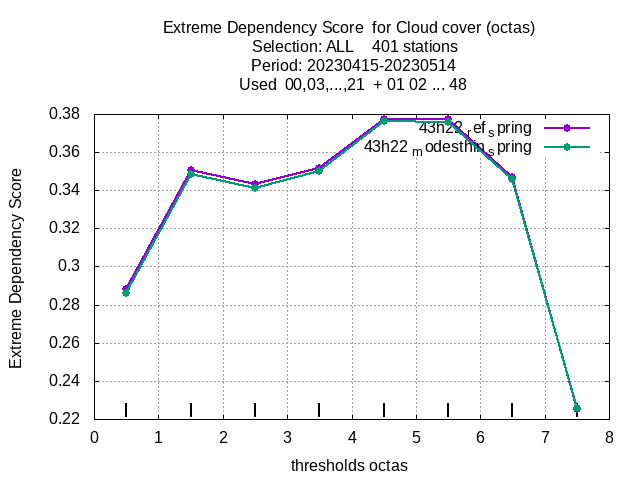 Extreme Dependency Score  for Cloud cover (octas)
Selection: ALL    401 stations
Period: 20230415-20230514
Used  00,03,...,21  + 01 02 ... 48
43h22_ref_spring
43h22_modesthin_spring
0.38
0.36
0.34
0.32
0.3
0.28
0.26
0.24
0.22
Extreme Dependency Score
0 1 2 3 4 5 6 7 8
thresholds octas